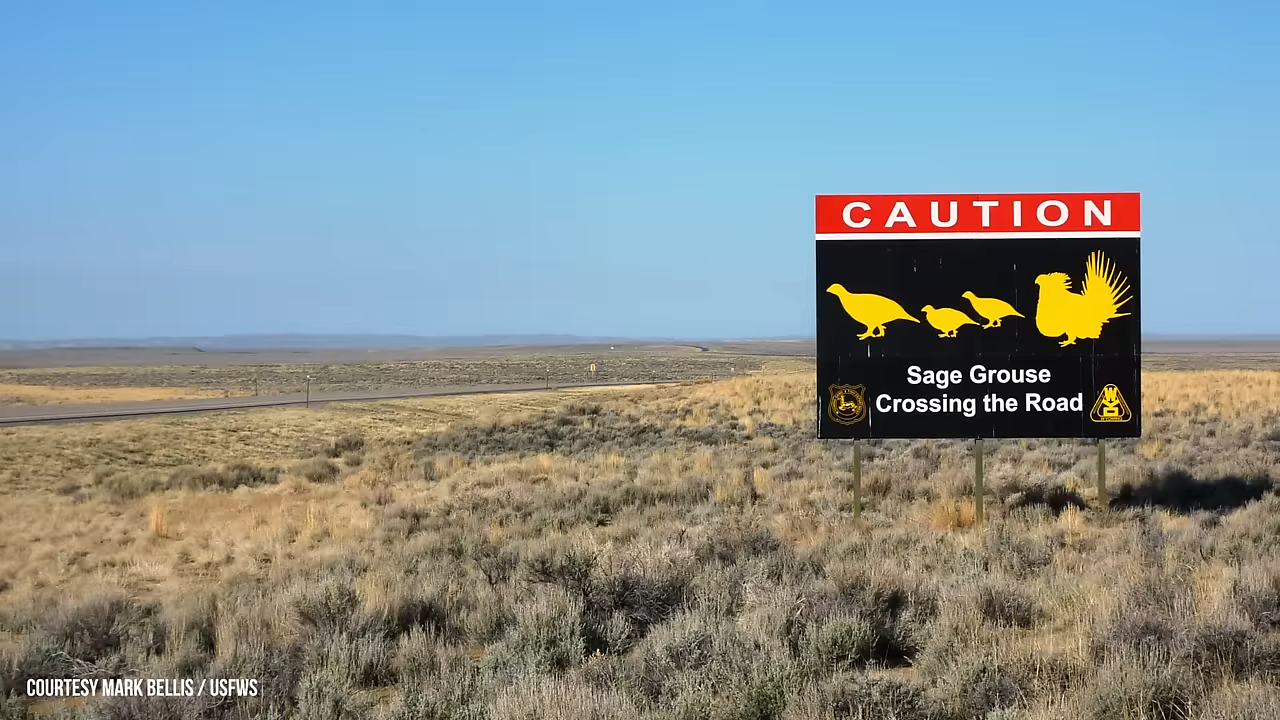 CAUTION
Sage Grouse
Crossing the Road
COURTESY MARK BELLIS / USFWS